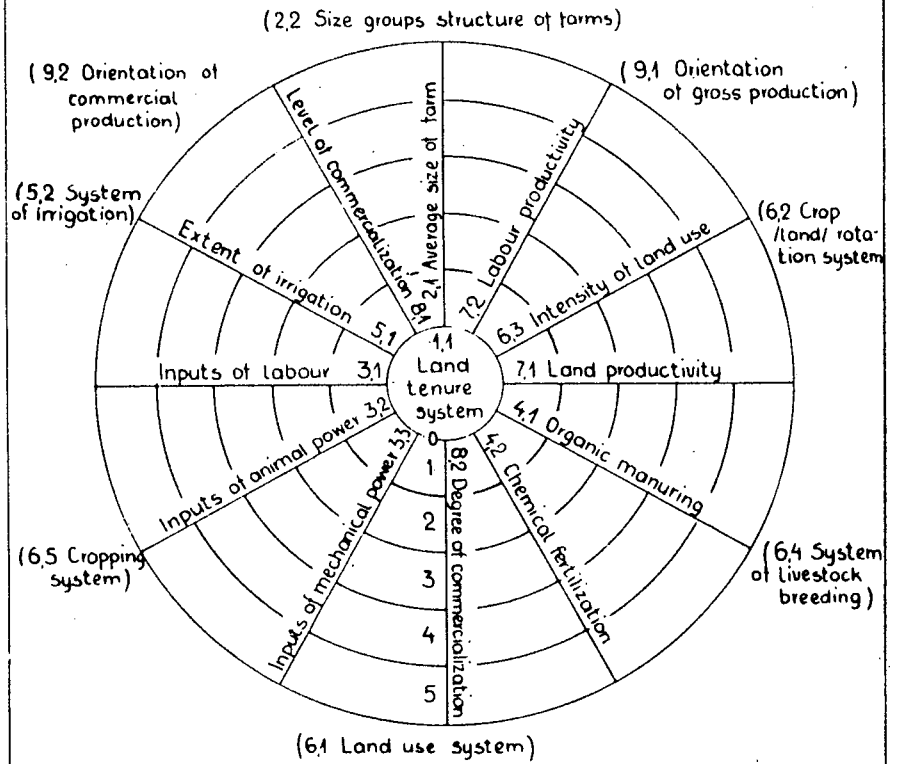 (2,2 Size groups structure of farms)
(9,2 Orientation of
commercial
production)
(9,1 Orientation
of gross production)
(5,2 System
of irrigation)
(6,2 Crop
/land/ rota-
tion system
Level of commercialization 8,1
2,1 Average size of farm
7,2 Labour productivity
6,3 Intensity of land use
Extent of irrigation 5,1
Inputs of labour 3,1
1,1
Land
tenure
system
7,1 Land productivity
Inputs of animal power 3,2
4,1 Organic manuring
Inputs of mechanical power 3,3
4,2 Chemical fertilization
8,2 Degree of commercialization
0
1
2
3
4
5
(6,5 Cropping
system)
(6,4 System
of livestock
breeding)
(6,1 Land use system)